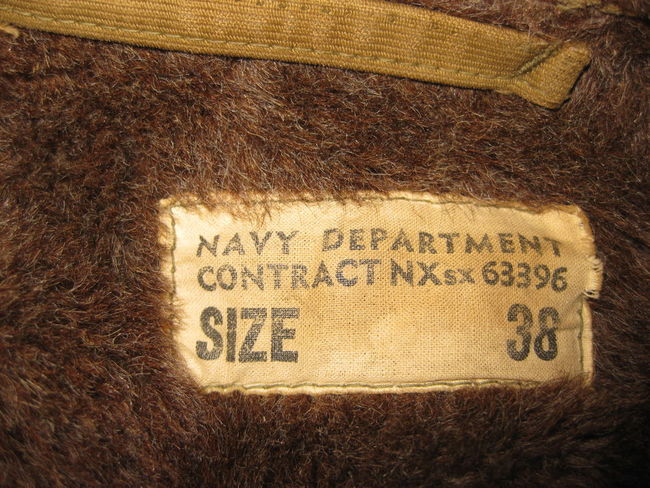 NAVY DEPARTMENT
CONTRACT NXsx 63396
SIZE 38